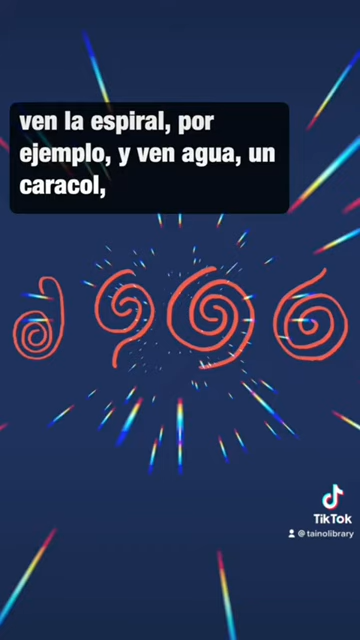 ven la espiral, por
ejemplo, y ven agua, un
caracol,
TikTok
@tainolibrary